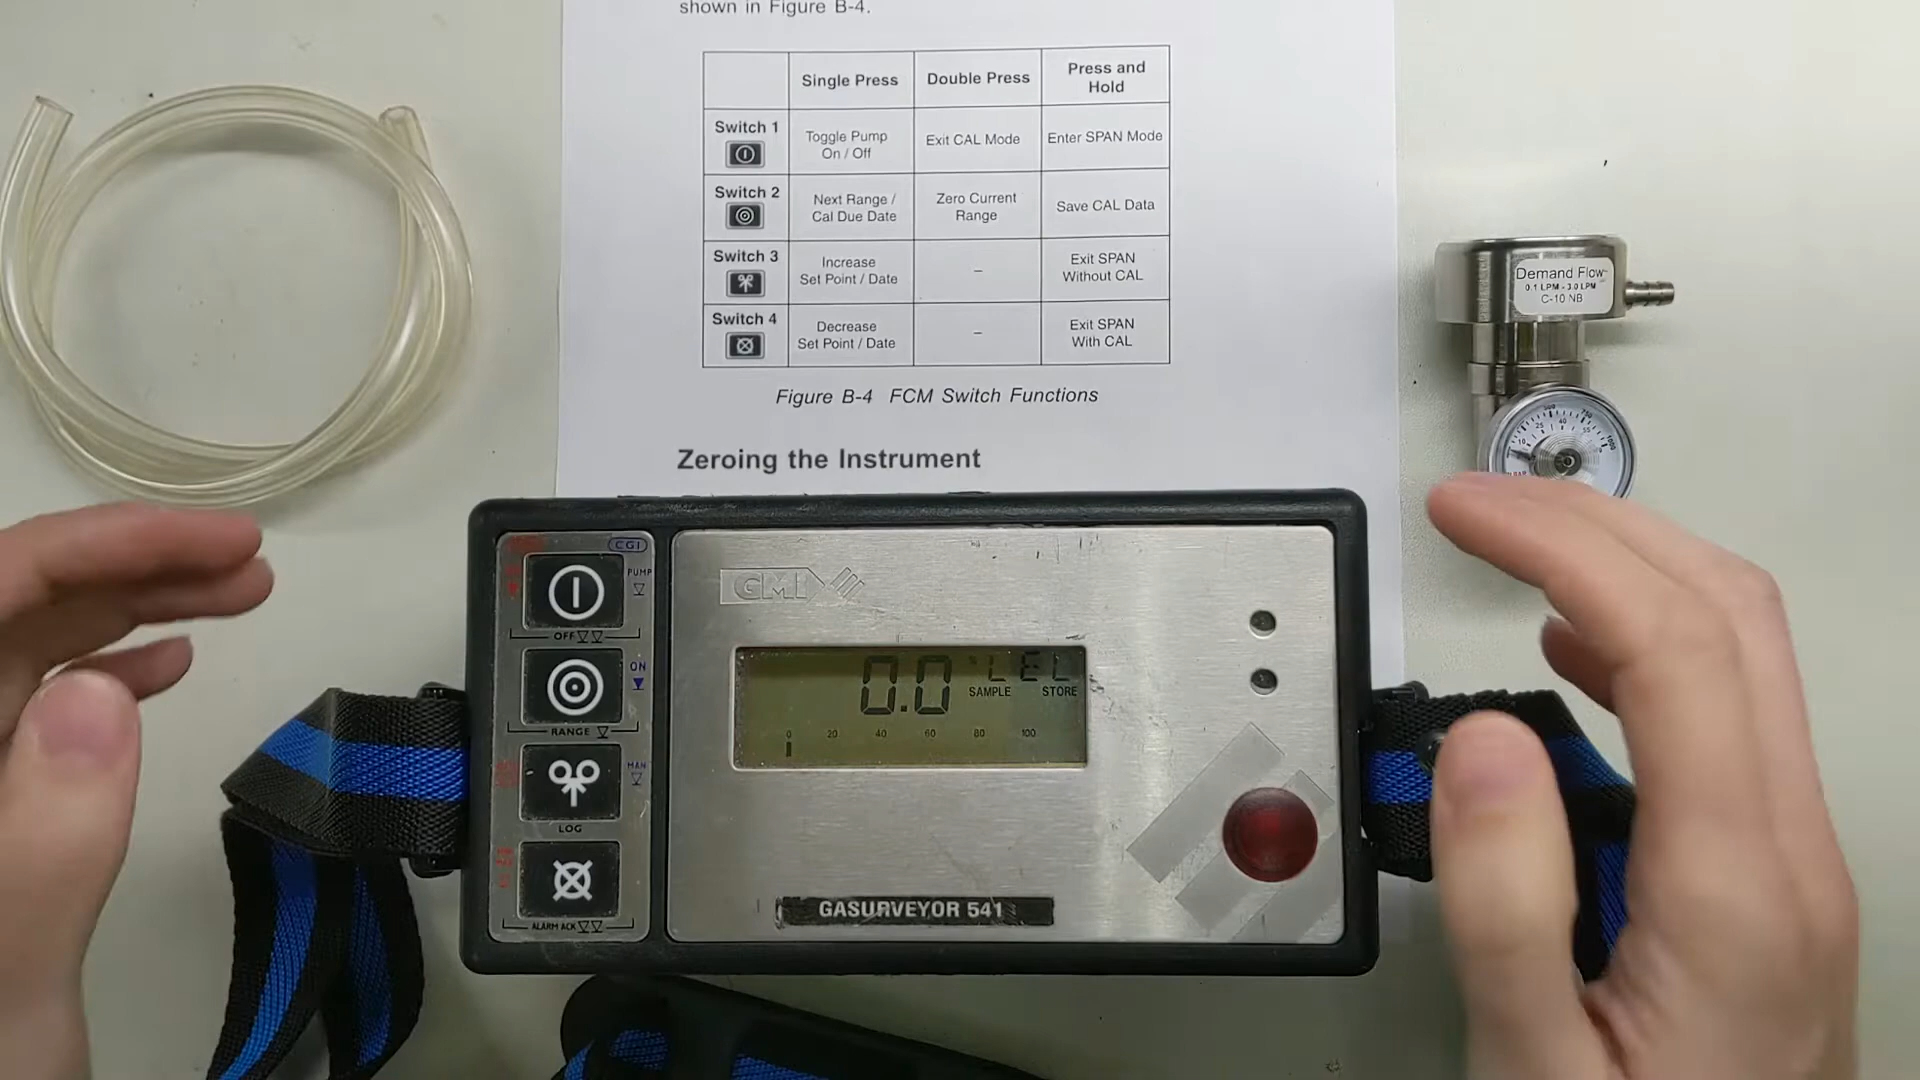 shown in Figure B-4.
Single Press Double Press Press and Hold
Switch 1 Toggle Pump On / Off Exit CAL Mode Enter SPAN Mode
Switch 2 Next Range / Cal Due Date Zero Current Range Save CAL Data
Switch 3 Increase Set Point / Date – Exit SPAN Without CAL
Switch 4 Decrease Set Point / Date – Exit SPAN With CAL
Figure B-4 FCM Switch Functions
Zeroing the Instrument
Demand Flow
0.1 LPM - 3.0 LPM
C-10 NB
CGI
PUMP
OFF
ON
RANGE
MAN
LOG
ALARM ACK
GMI
0.0 % LEL
SAMPLE STORE
0 20 40 60 80 100
GASURVEYOR 541